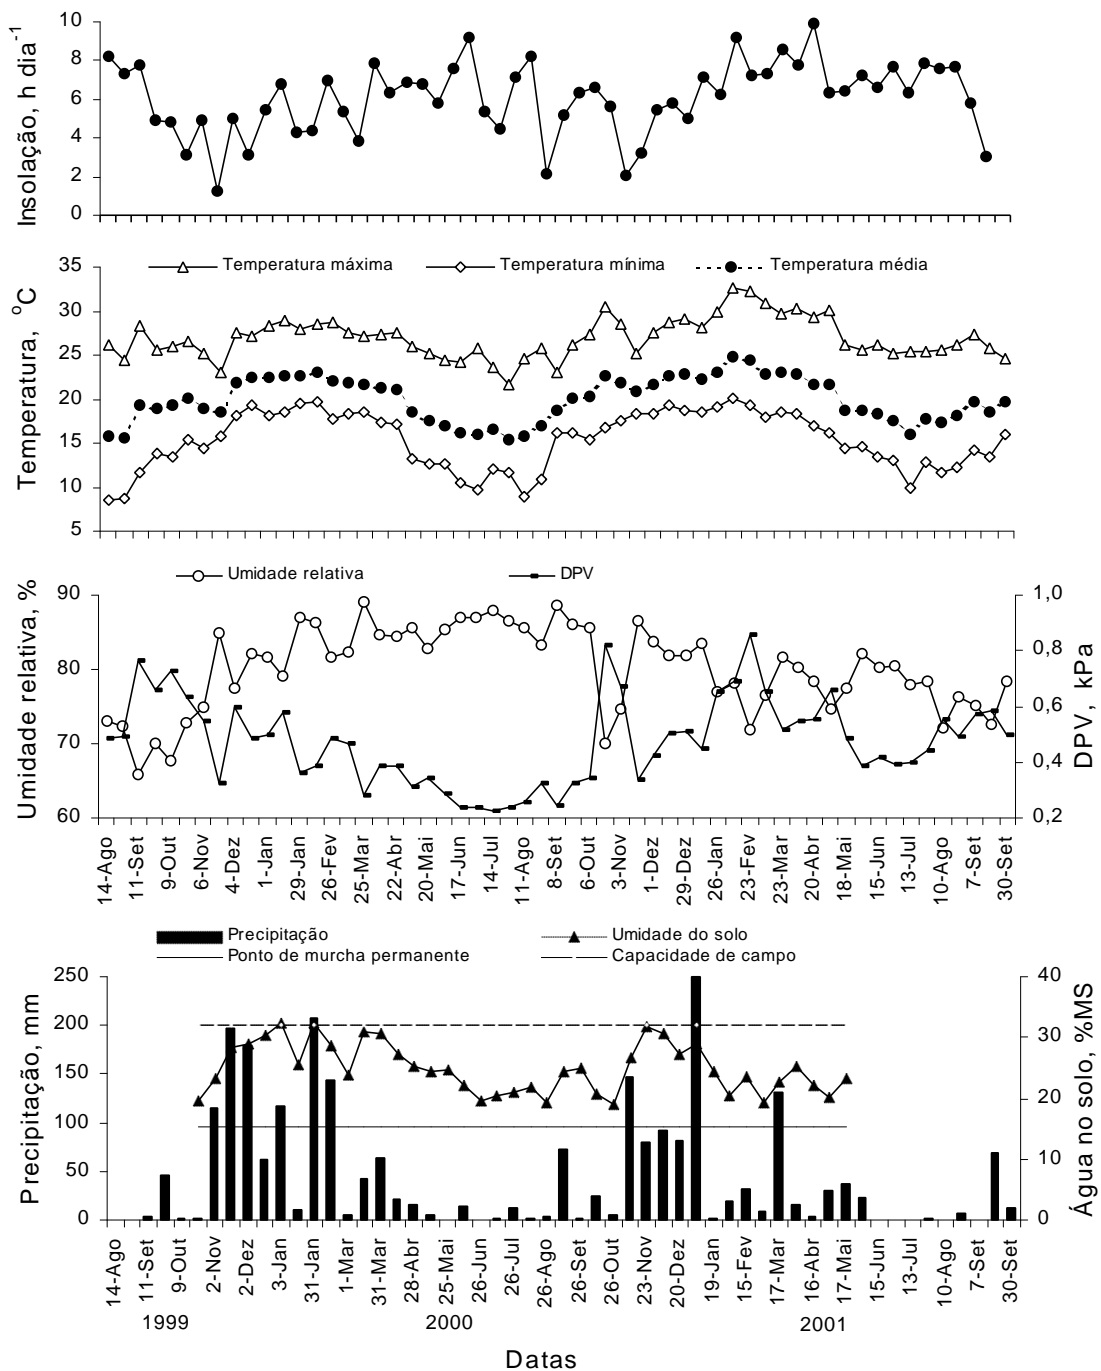 Insolação, h dia-1
10
8
6
4
2
0
Temperatura, oC
Temperatura máxima
Temperatura mínima
Temperatura média
35
30
25
20
15
10
5
Umidade relativa, %
Umidade relativa
DPV
90
80
70
60
1,0
0,8
0,6
0,4
0,2
DPV, kPa
14-Ago
11-Set
9-Out
6-Nov
4-Dez
1-Jan
29-Jan
26-Fev
25-Mar
22-Abr
20-Mai
17-Jun
14-Jul
11-Ago
8-Set
6-Out
3-Nov
1-Dez
29-Dez
26-Jan
23-Fev
23-Mar
20-Abr
18-Mai
15-Jun
13-Jul
10-Ago
7-Set
30-Set
Precipitação
Umidade do solo
Ponto de murcha permanente
Capacidade de campo
Precipitação, mm
250
200
150
100
50
0
40
30
20
10
0
Água no solo, %MS
14-Ago
11-Set
9-Out
2-Nov
2-Dez
3-Jan
31-Jan
1-Mar
31-Mar
28-Abr
25-Mai
26-Jun
26-Jul
26-Ago
26-Set
26-Out
23-Nov
20-Dez
19-Jan
15-Fev
14-Mar
16-Abr
17-Mai
15-Jun
13-Jul
10-Ago
7-Set
30-Set
1999
2000
2001
Datas